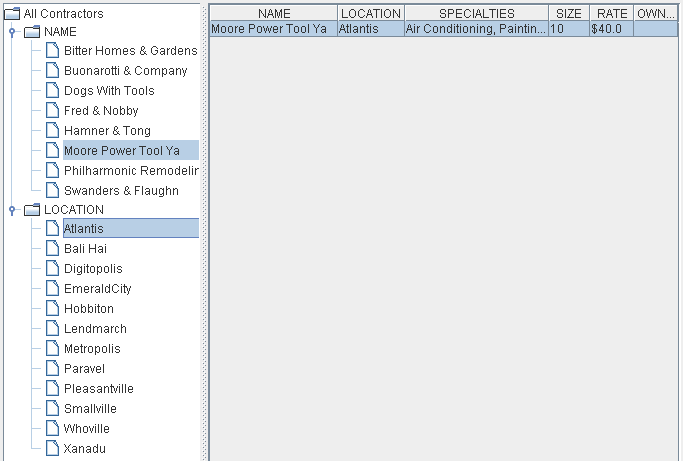 All Contractors
NAME
Bitter Homes & Gardens
Buonarotti & Company
Dogs With Tools
Fred & Nobby
Hamner & Tong
Moore Power Tool Ya
Philharmonic Remodelin
Swanders & Flaughn
LOCATION
Atlantis
Bali Hai
Digitopolis
EmeraldCity
Hobbiton
Lendmarch
Metropolis
Paravel
Pleasantville
Smallville
Whoville
Xanadu
NAME LOCATION SPECIALTIES SIZE RATE OWN...
Moore Power Tool Ya Atlantis Air Conditioning, Paintin... 10 $40.0